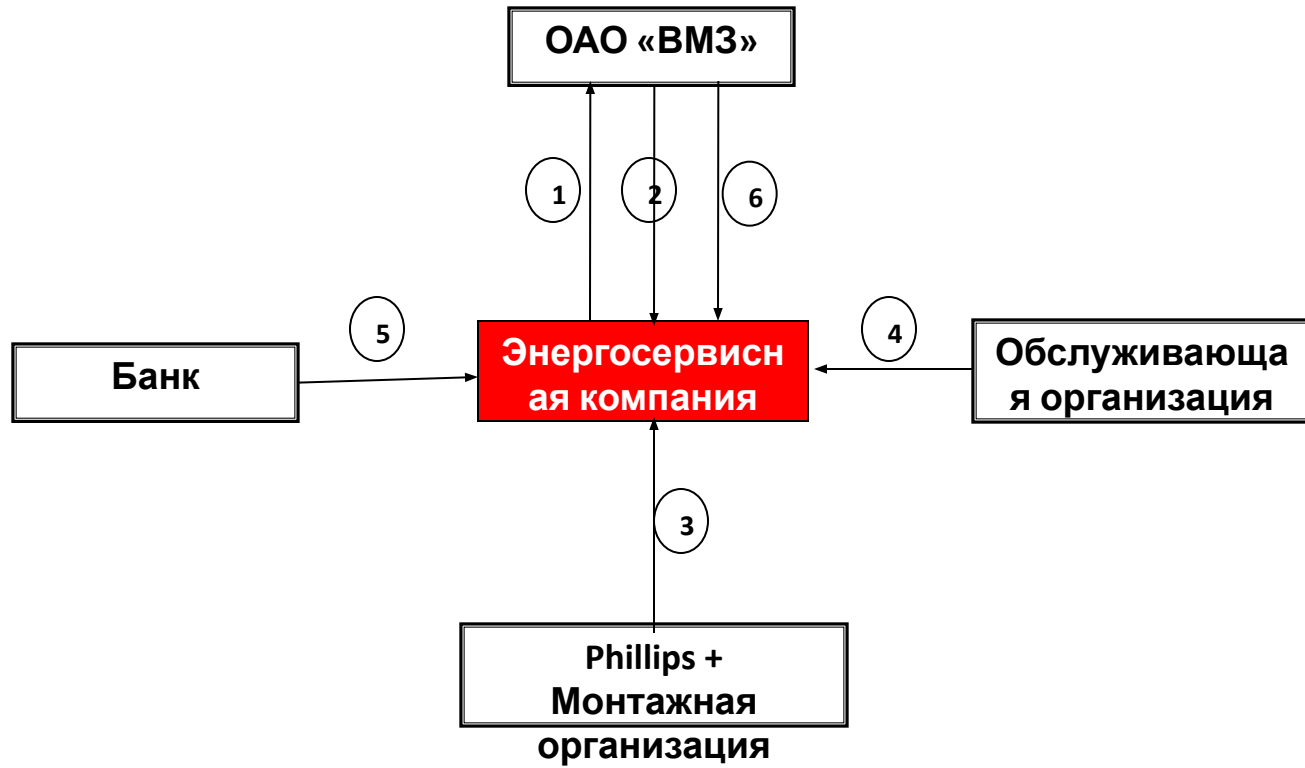 ОАО «ВМЗ»
1
2
6
5
4
Банк
Энергосервисн
ая компания
Обслуживающа
я организация
3
Phillips +
Монтажная
организация